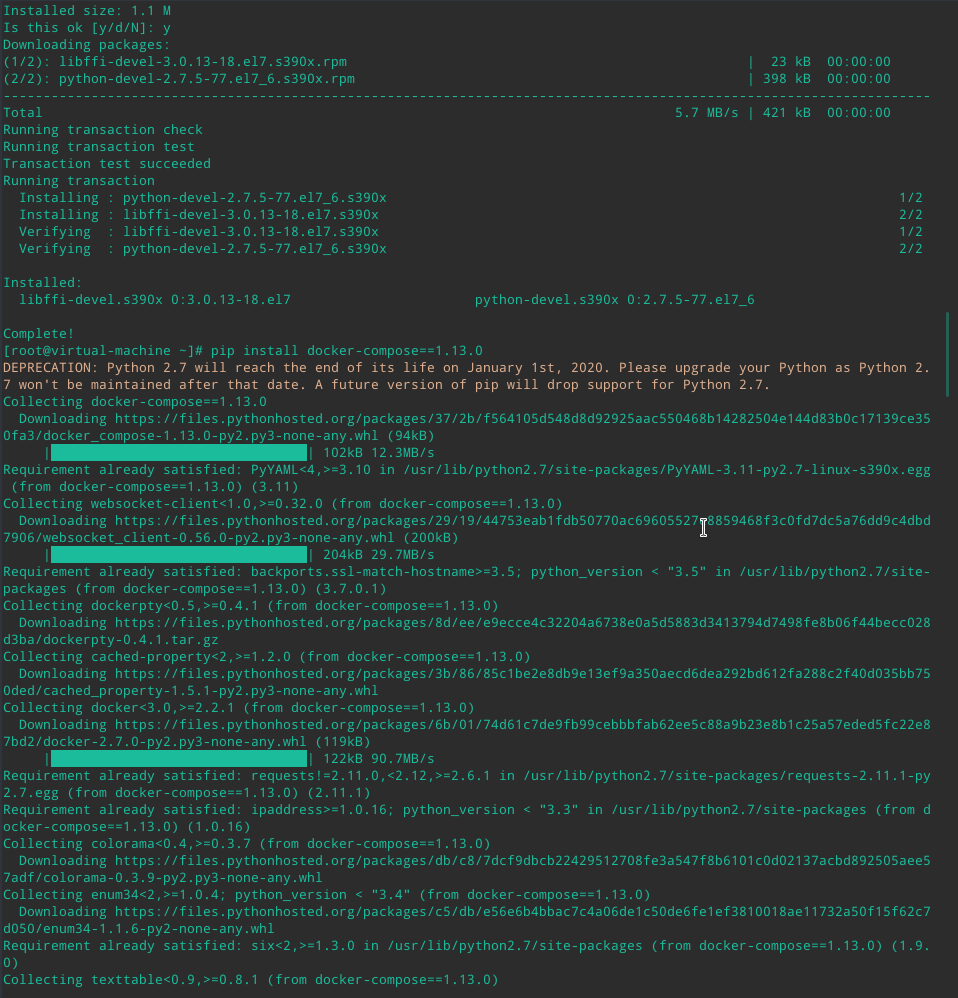 Installed size: 1.1 M
Is this ok [y/d/N]: y
Downloading packages:
(1/2): libffi-devel-3.0.13-18.el7.s390x.rpm | 23 kB 00:00:00
(2/2): python-devel-2.7.5-77.el7_6.s390x.rpm | 398 kB 00:00:00
--------------------------------------------------------------------------------------------------------------------
Total 5.7 MB/s | 421 kB 00:00:00
Running transaction check
Running transaction test
Transaction test succeeded
Running transaction
Installing : python-devel-2.7.5-77.el7_6.s390x 1/2
Installing : libffi-devel-3.0.13-18.el7.s390x 2/2
Verifying : libffi-devel-3.0.13-18.el7.s390x 1/2
Verifying : python-devel-2.7.5-77.el7_6.s390x 2/2
Installed:
libffi-devel.s390x 0:3.0.13-18.el7 python-devel.s390x 0:2.7.5-77.el7_6
Complete!
[root@virtual-machine ~]# pip install docker-compose==1.13.0
DEPRECATION: Python 2.7 will reach the end of its life on January 1st, 2020. Please upgrade your Python as Python 2.
7 won't be maintained after that date. A future version of pip will drop support for Python 2.7.
Collecting docker-compose==1.13.0
Downloading https://files.pythonhosted.org/packages/37/2b/f564105d548d8d92925aac550468b14282504e144d83b0c17139ce35
0fa3/docker_compose-1.13.0-py2.py3-none-any.whl (94kB)
| | 102kB 12.3MB/s
Requirement already satisfied: PyYAML<4,>=3.10 in /usr/lib/python2.7/site-packages/PyYAML-3.11-py2.7-linux-s390x.egg
(from docker-compose==1.13.0) (3.11)
Collecting websocket-client<1.0,>=0.32.0 (from docker-compose==1.13.0)
Downloading https://files.pythonhosted.org/packages/29/19/44753eab1fdb50770ac69605527 8859468f3c0fd7dc5a76dd9c4dbd
7906/websocket_client-0.56.0-py2.py3-none-any.whl (200kB)
| | 204kB 29.7MB/s
Requirement already satisfied: backports.ssl-match-hostname>=3.5; python_version < "3.5" in /usr/lib/python2.7/site-
packages (from docker-compose==1.13.0) (3.7.0.1)
Collecting dockerpty<0.5,>=0.4.1 (from docker-compose==1.13.0)
Downloading https://files.pythonhosted.org/packages/8d/ee/e9ecce4c32204a6738e0a5d5883d3413794d7498fe8b06f44becc028
d3ba/dockerpty-0.4.1.tar.gz
Collecting cached-property<2,>=1.2.0 (from docker-compose==1.13.0)
Downloading https://files.pythonhosted.org/packages/3b/86/85c1be2e8db9e13ef9a350aecd6dea292bd612fa288c2f40d035bb75
0ded/cached_property-1.5.1-py2.py3-none-any.whl
Collecting docker<3.0,>=2.2.1 (from docker-compose==1.13.0)
Downloading https://files.pythonhosted.org/packages/6b/01/74d61c7de9fb99cebbbfab62ee5c88a9b23e8b1c25a57eded5fc22e8
7bd2/docker-2.7.0-py2.py3-none-any.whl (119kB)
| | 122kB 90.7MB/s
Requirement already satisfied: requests!=2.11.0,<2.12,>=2.6.1 in /usr/lib/python2.7/site-packages/requests-2.11.1-py
2.7.egg (from docker-compose==1.13.0) (2.11.1)
Requirement already satisfied: ipaddress>=1.0.16; python_version < "3.3" in /usr/lib/python2.7/site-packages (from d
ocker-compose==1.13.0) (1.0.16)
Collecting colorama<0.4,>=0.3.7 (from docker-compose==1.13.0)
Downloading https://files.pythonhosted.org/packages/db/c8/7dcf9dbcb22429512708fe3a547f8b6101c0d02137acbd892505aee5
7adf/colorama-0.3.9-py2.py3-none-any.whl
Collecting enum34<2,>=1.0.4; python_version < "3.4" (from docker-compose==1.13.0)
Downloading https://files.pythonhosted.org/packages/c5/db/e56e6b4bbac7c4a06de1c50de6fe1ef3810018ae11732a50f15f62c7
d050/enum34-1.1.6-py2-none-any.whl
Requirement already satisfied: six<2,>=1.3.0 in /usr/lib/python2.7/site-packages (from docker-compose==1.13.0) (1.9.
0)
Collecting texttable<0.9,>=0.8.1 (from docker-compose==1.13.0)